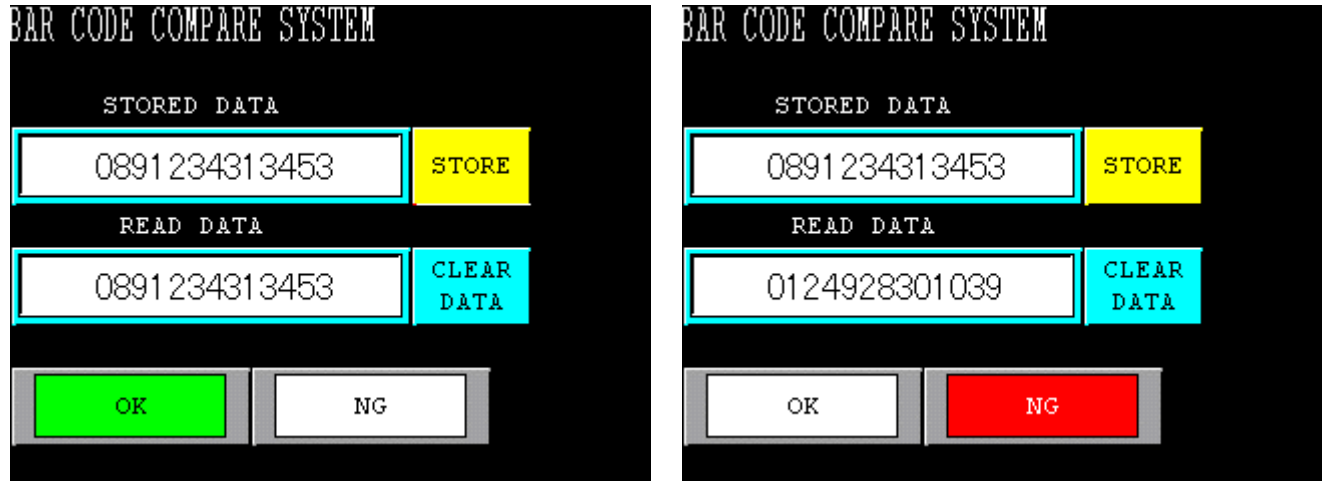 BAR CODE COMPARE SYSTEM
STORED DATA
0891234313453
STORE
READ DATA
0891234313453
CLEAR
DATA
OK
NG
BAR CODE COMPARE SYSTEM
STORED DATA
0891234313453
STORE
READ DATA
0124928301039
CLEAR
DATA
OK
NG